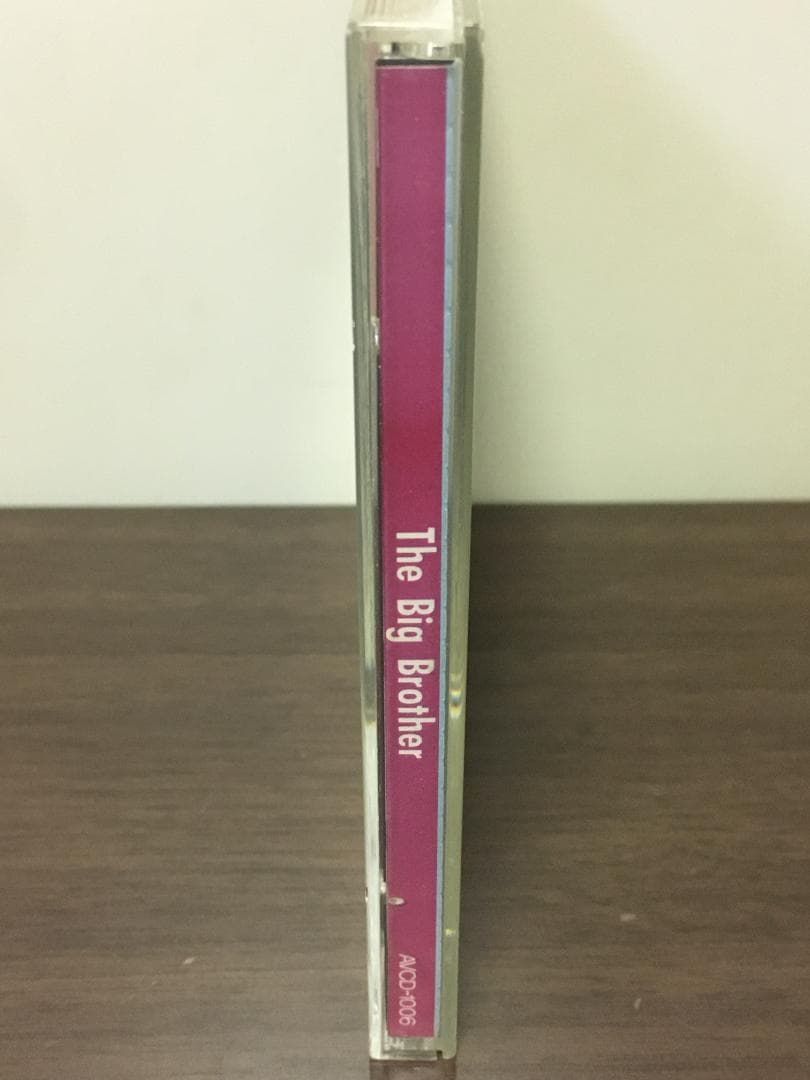 The Big Brother
AVCD-1006